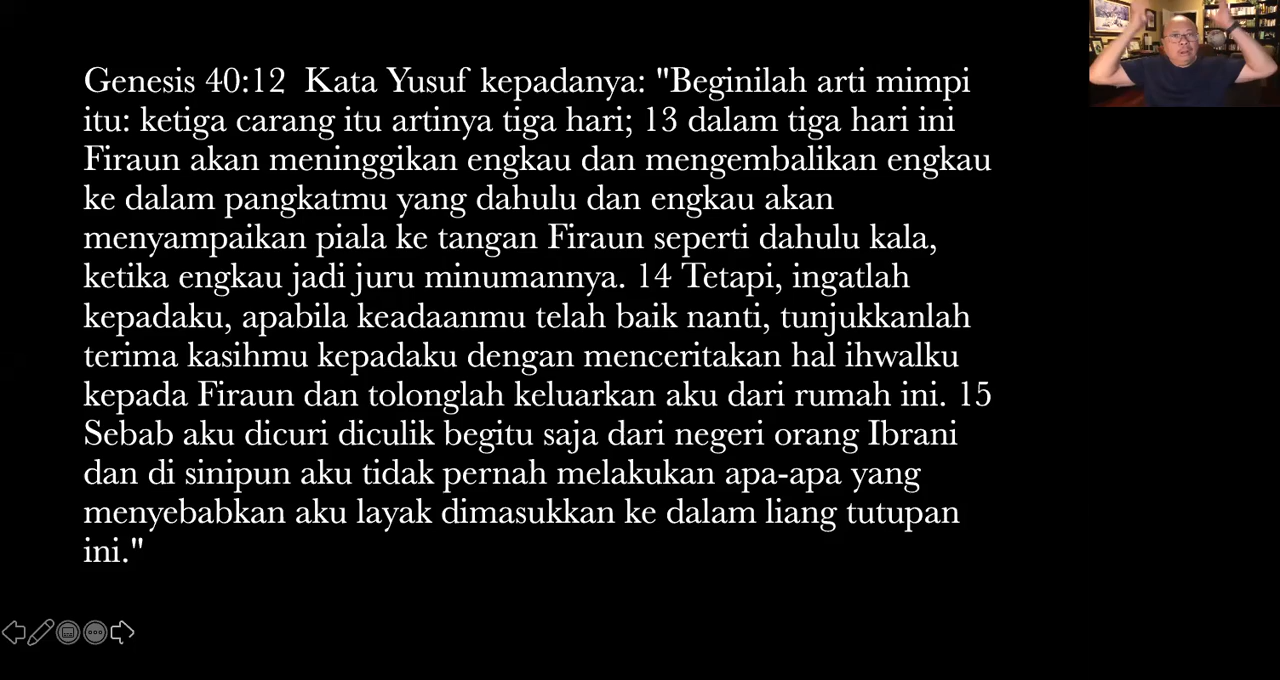 Genesis 40:12  Kata Yusuf kepadanya: "Beginilah arti mimpi
itu: ketiga carang itu artinya tiga hari; 13 dalam tiga hari ini
Firaun akan meninggikan engkau dan mengembalikan engkau
ke dalam pangkatmu yang dahulu dan engkau akan
menyampaikan piala ke tangan Firaun seperti dahulu kala,
ketika engkau jadi juru minumannya. 14 Tetapi, ingatlah
kepadaku, apabila keadaanmu telah baik nanti, tunjukkanlah
terima kasihmu kepadaku dengan menceritakan hal ihwalku
kepada Firaun dan tolonglah keluarkan aku dari rumah ini. 15
Sebab aku dicuri diculik begitu saja dari negeri orang Ibrani
dan di sinipun aku tidak pernah melakukan apa-apa yang
menyebabkan aku layak dimasukkan ke dalam liang tutupan
ini."